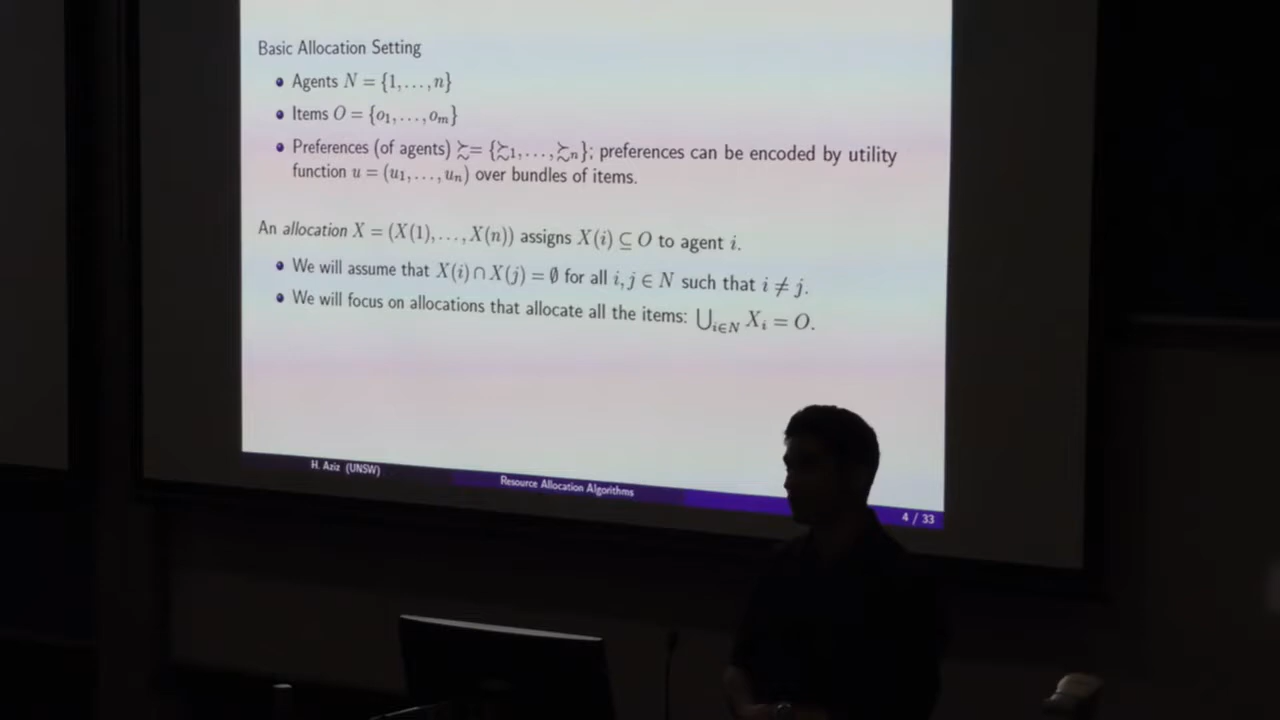 Basic Allocation Setting
Agents N = {1, . . . , n}
Items O = {o₁, . . . , oₘ}
Preferences (of agents) ≿= {≿₁, . . . , ≿ₙ}; preferences can be encoded by utility
function u = (u₁, . . . , uₙ) over bundles of items.
An allocation X = (X(1), . . . , X(n)) assigns X(i) ⊆ O to agent i.
We will assume that X(i) ∩ X(j) = ∅ for all i, j ∈ N such that i ≠ j.
We will focus on allocations that allocate all the items: ⋃_{i∈N} Xᵢ = O.
H. Aziz (UNSW)
Resource Allocation Algorithms
4 / 33